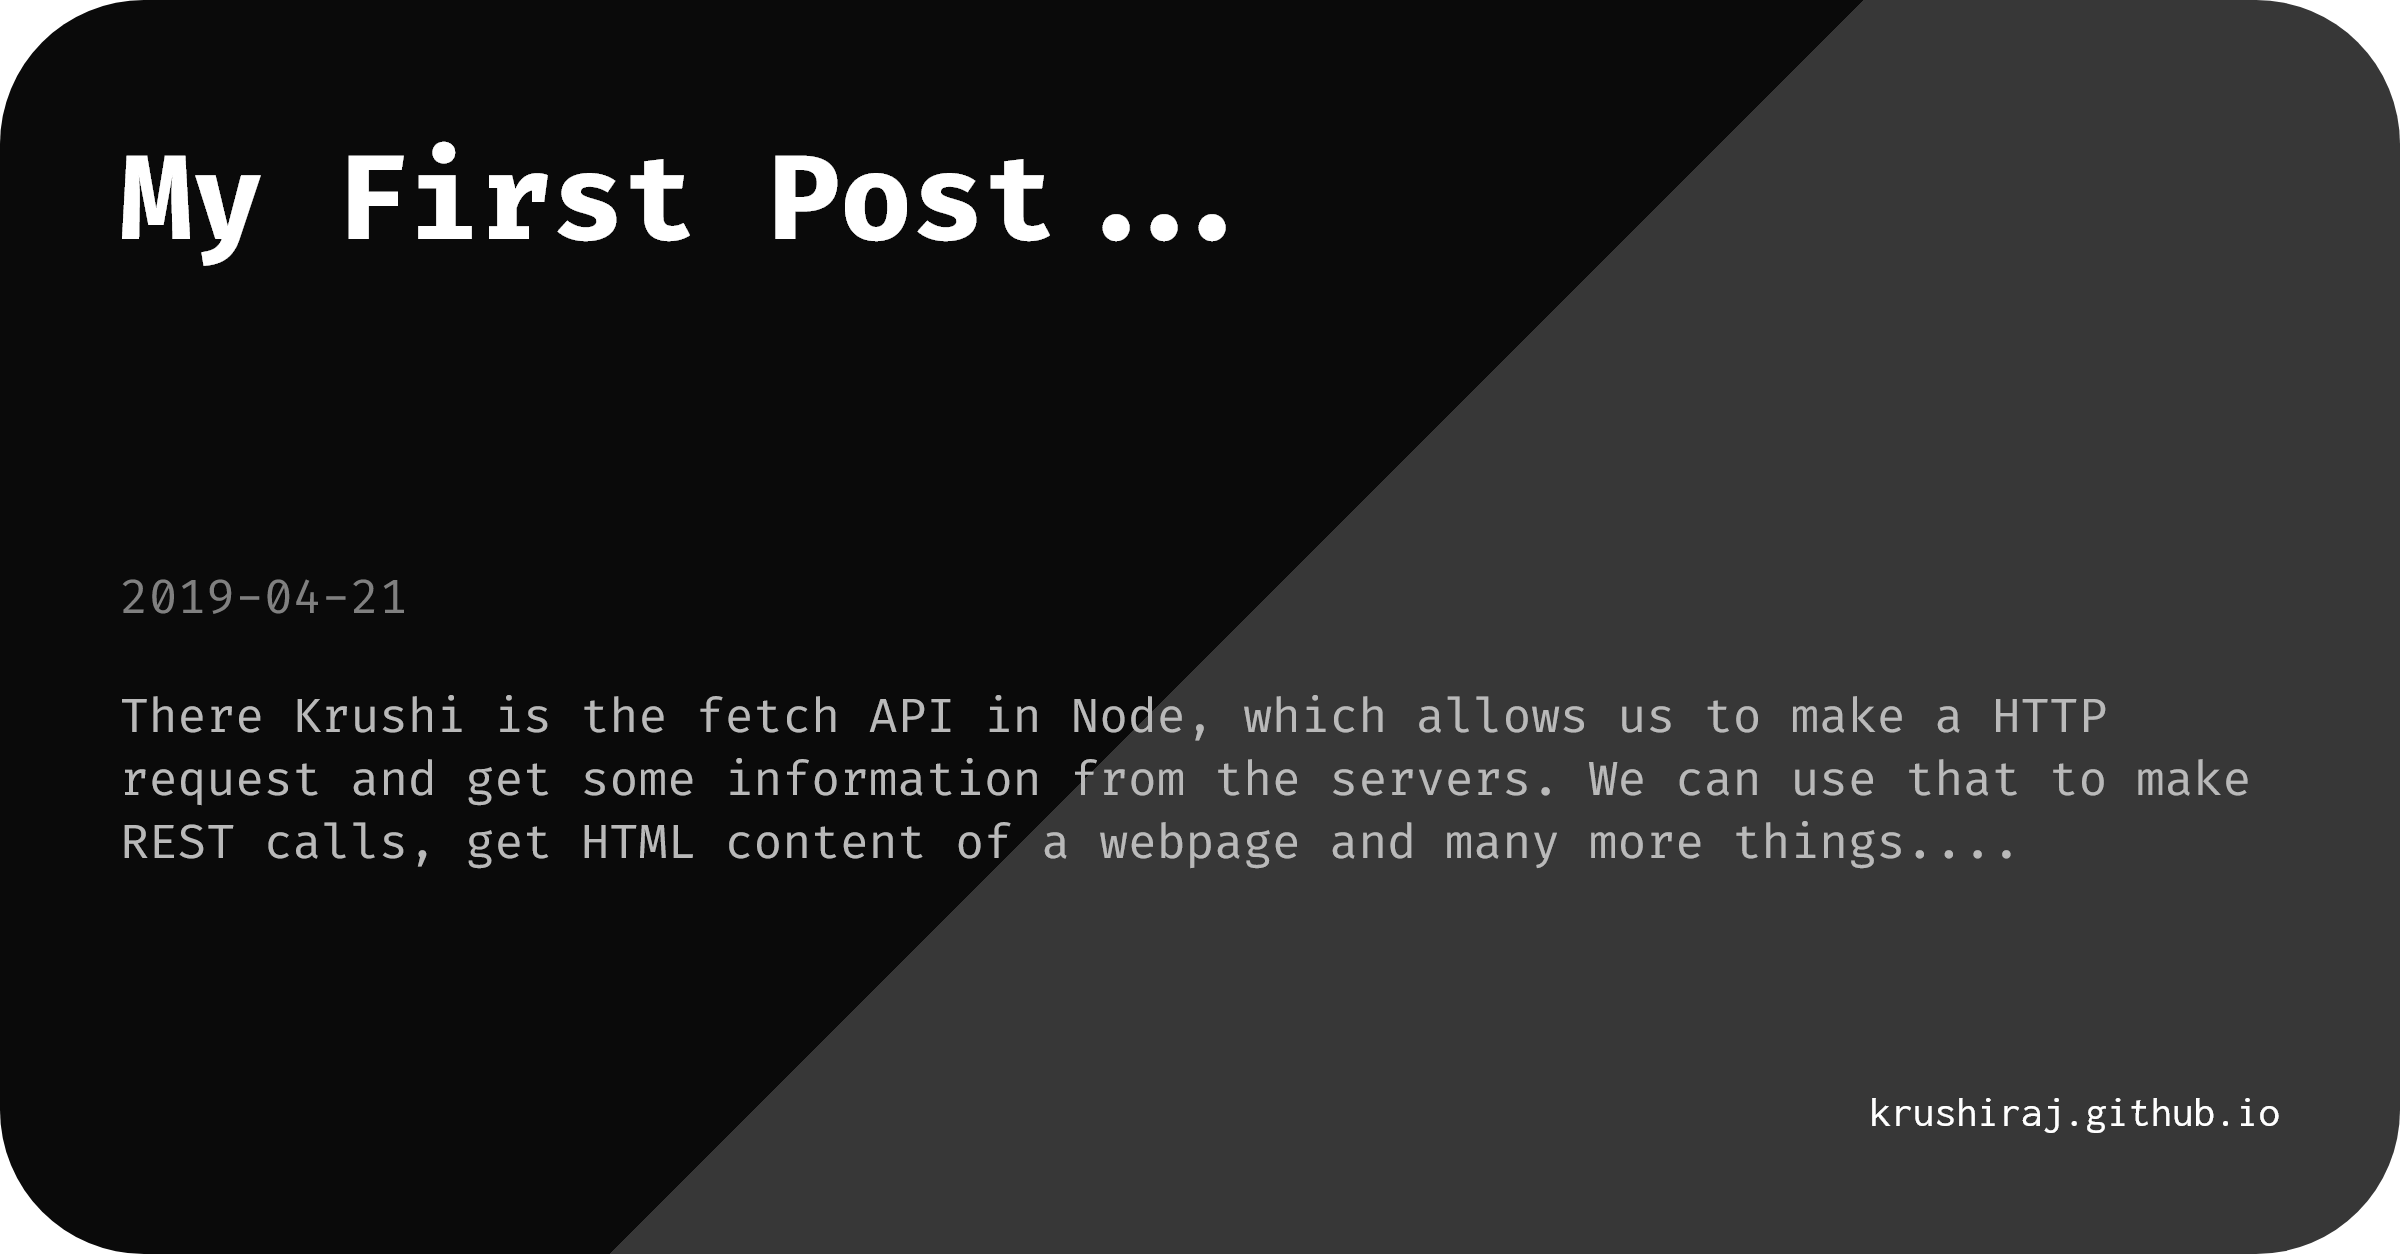 My First Post...
2019-04-21
There Krushi is the fetch API in Node, which allows us to make a HTTP
request and get some information from the servers. We can use that to make
REST calls, get HTML content of a webpage and many more things....
krushiraj.github.io